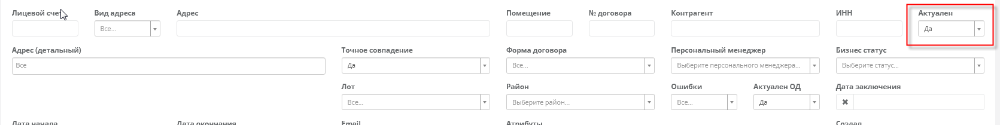 Лицевой счет Вид адреса Адрес Помещение № договора Контрагент ИНН Актуален
Все... Да
Адрес (детальный) Точное совпадение Форма договора Персональный менеджер Бизнес статус
Все Да Все... Выберите персонального менеджера... Выберите статус...
Лот Район Ошибки Актуален ОД Дата заключения
Все... Выберите район... Все... Да
Дата начала Дата окончания Email Атрибуты Создал